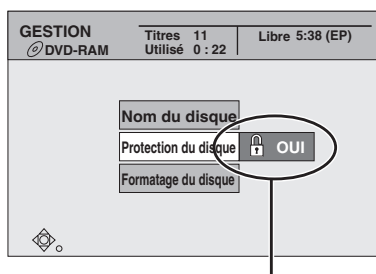 GESTION
DVD-RAM
Titres 11
Utilisé 0 : 22
Libre 5:38 (EP)
Nom du disque
Protection du disque
OUI
Formatage du disque